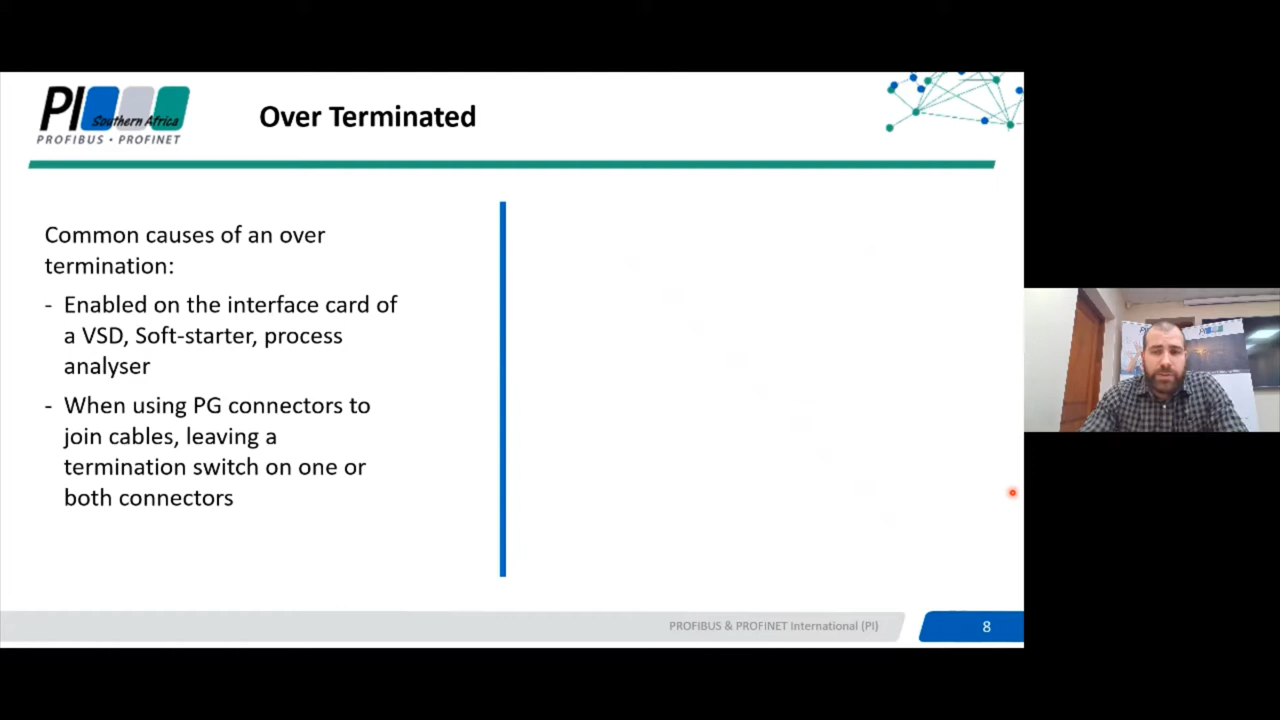 PI
Southern Africa
PROFIBUS • PROFINET
Over Terminated
Common causes of an over
termination:
- Enabled on the interface card of
a VSD, Soft-starter, process
analyser
- When using PG connectors to
join cables, leaving a
termination switch on one or
both connectors
PROFIBUS & PROFINET International (PI)
8